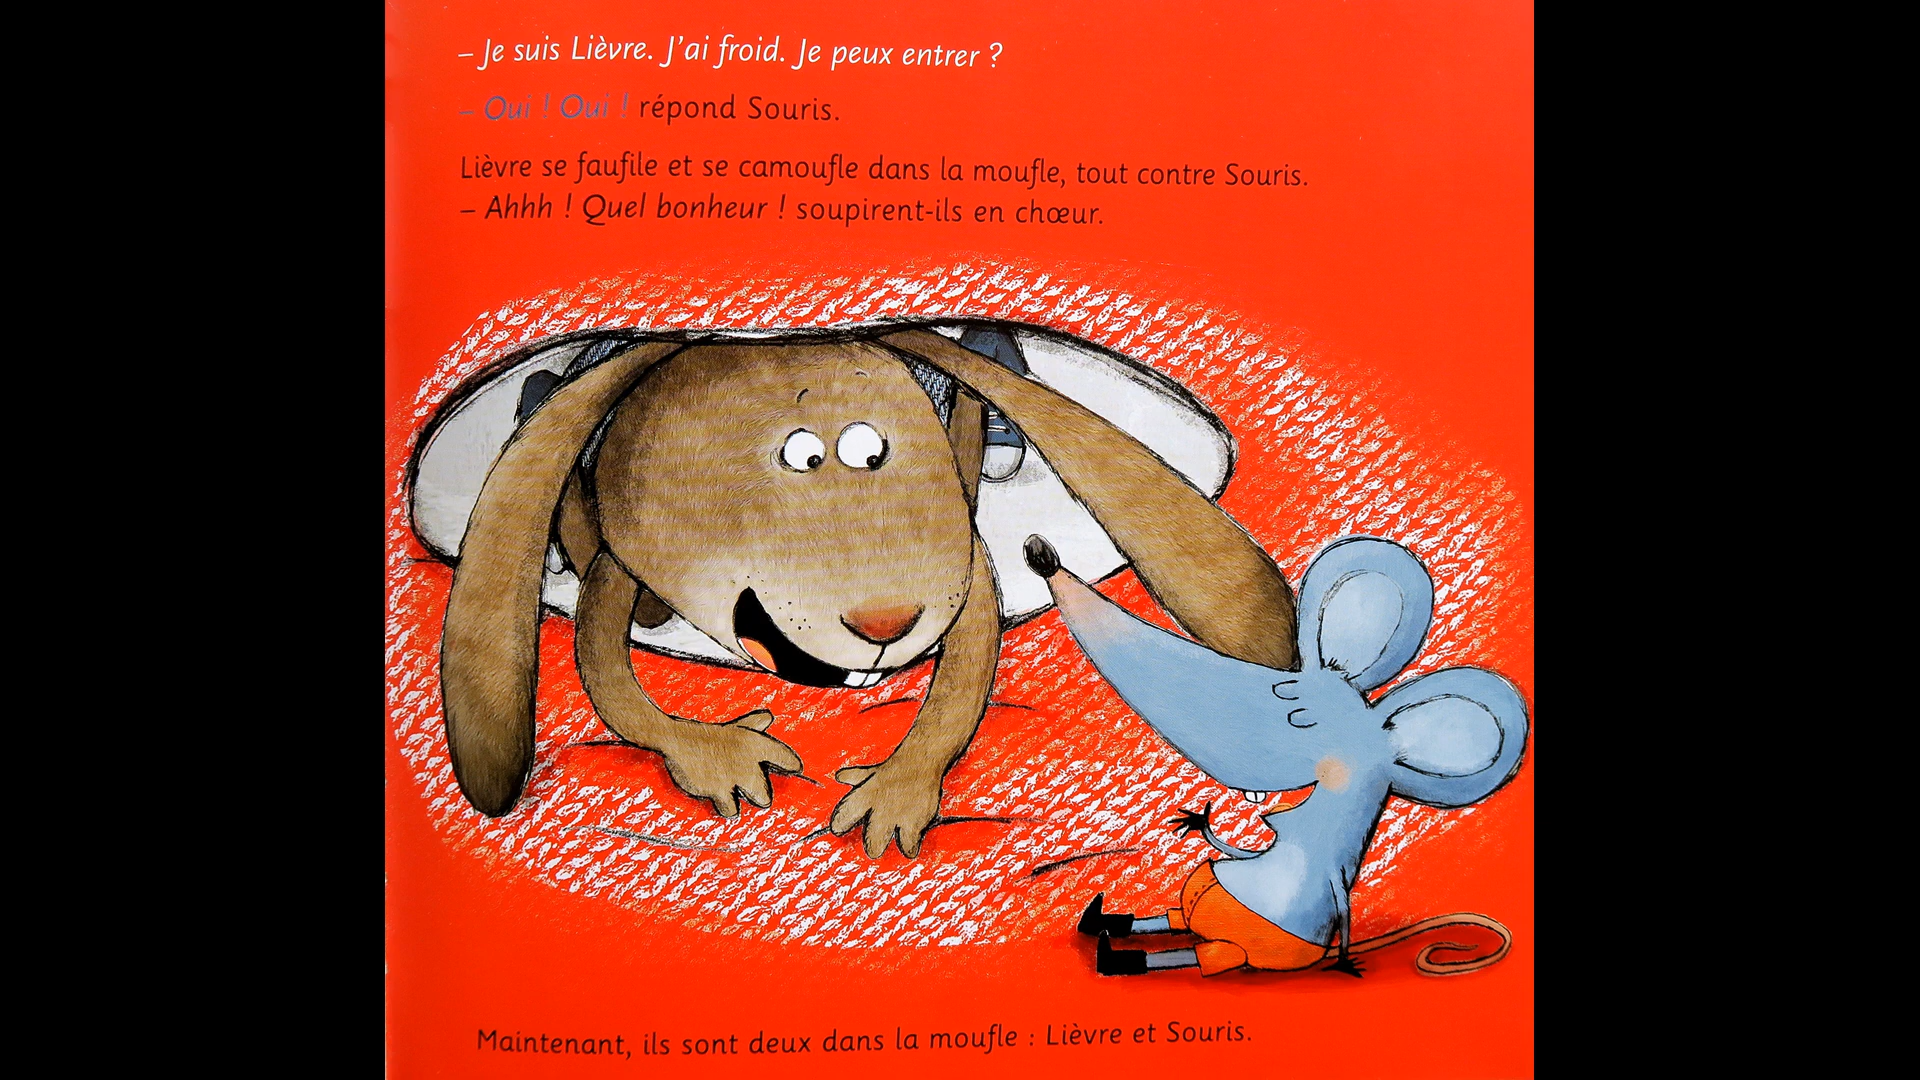 – Je suis Lièvre. J'ai froid. Je peux entrer ?
– Oui ! Oui ! répond Souris.
Lièvre se faufile et se camoufle dans la moufle, tout contre Souris.
– Ahhh ! Quel bonheur ! soupirent-ils en chœur.
Maintenant, ils sont deux dans la moufle : Lièvre et Souris.